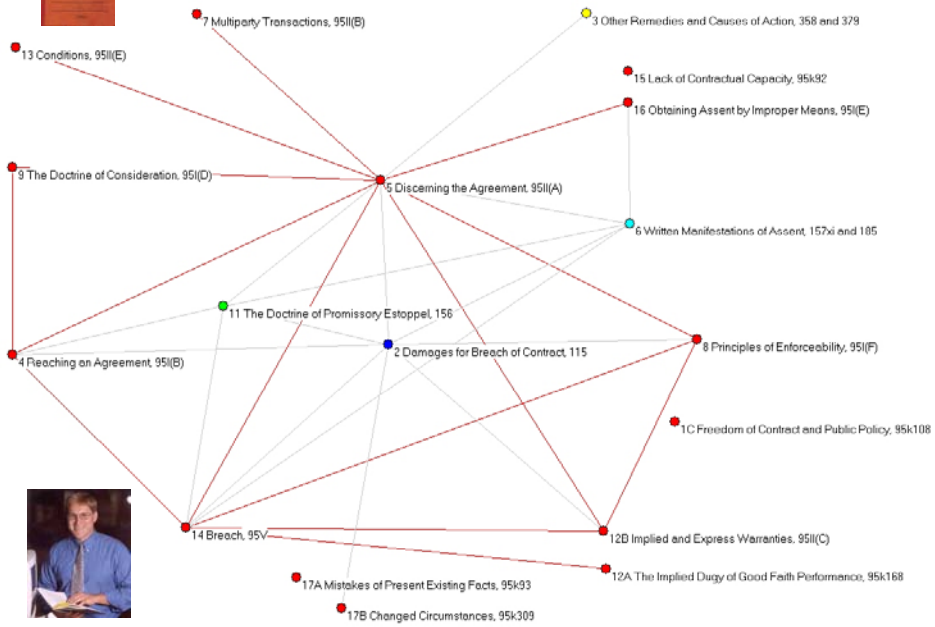 7 Multiparty Transactions, 95II(B)
3 Other Remedies and Causes of Action, 358 and 379
13 Conditions, 95II(E)
15 Lack of Contractual Capacity, 95k92
16 Obtaining Assent by Improper Means, 95I(E)
9 The Doctrine of Consideration, 95I(D)
5 Discerning the Agreement, 95II(A)
6 Written Manifestations of Assent, 157xi and 185
11 The Doctrine of Promissory Estoppel, 156
2 Damages for Breach of Contract, 115
8 Principles of Enforceability, 95I(F)
4 Reaching an Agreement, 95I(B)
1C Freedom of Contract and Public Policy, 95k108
14 Breach, 95V
12B Implied and Express Warranties, 95II(C)
12A The Implied Dugy of Good Faith Performance, 95k168
17A Mistakes of Present Existing Facts, 95k93
17B Changed Circumstances, 95k309